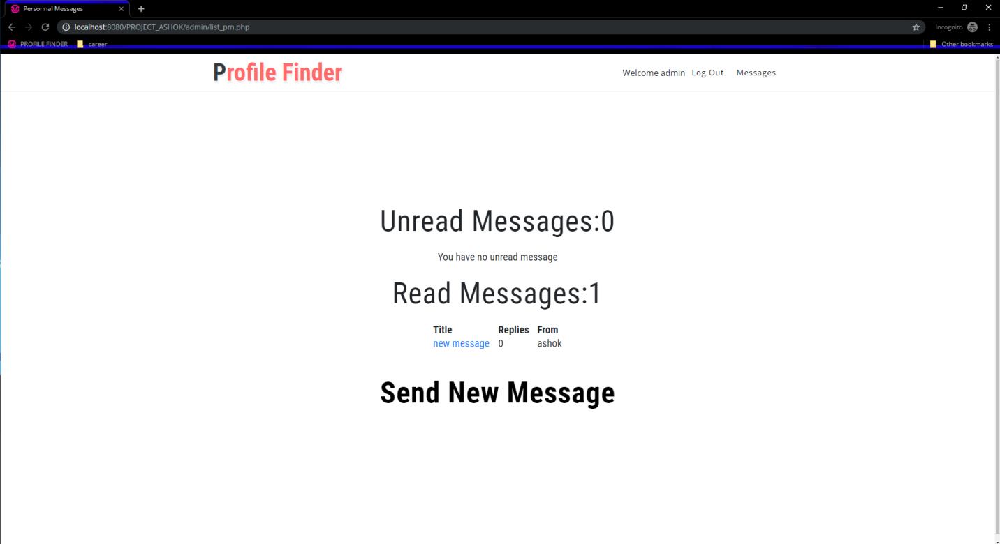 Personnal Messages
localhost:8080/PROJECT_ASHOK/admin/list_pm.php
Incognito
PROFILE FINDER career Other bookmarks
Profile Finder Welcome admin Log Out Messages
Unread Messages:0
You have no unread message
Read Messages:1
Title Replies From
new message 0 ashok
Send New Message